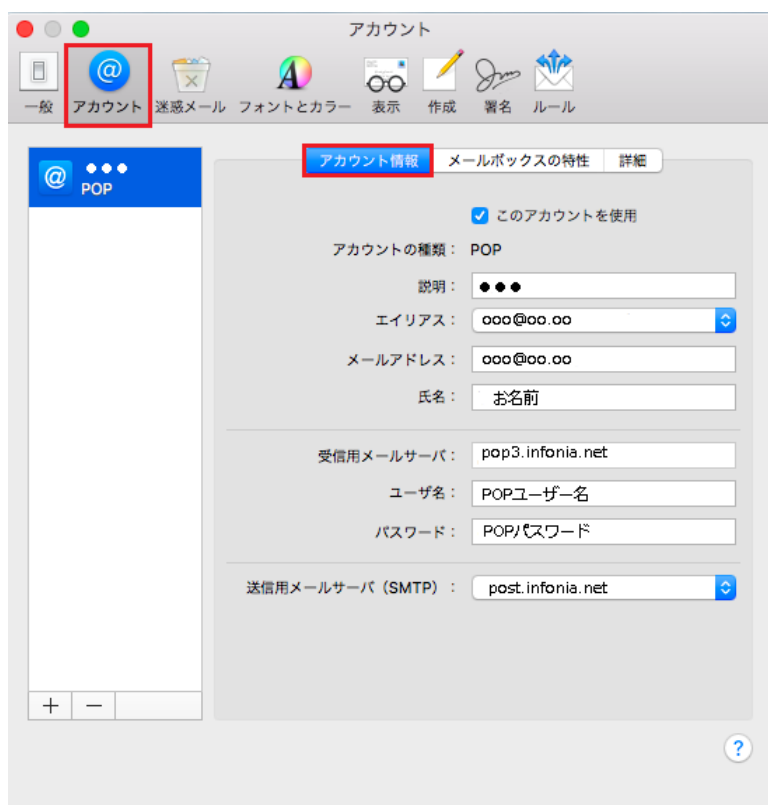 アカウント
一般 アカウント 迷惑メール フォントとカラー 表示 作成 署名 ルール
@ ●●●
POP
アカウント情報 メールボックスの特性 詳細
このアカウントを使用
アカウントの種類： POP
説明： ●●●
エイリアス： ooo@oo.oo
メールアドレス： ooo@oo.oo
氏名： お名前
受信用メールサーバ： pop3.infonia.net
ユーザ名： POPユーザー名
パスワード： POPパスワード
送信用メールサーバ（SMTP）： post.infonia.net
+ −
?